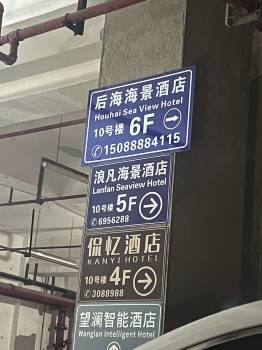 后海海景酒店
Houhai Sea View Hotel
10号楼 6F
15088884115
浪凡海景酒店
Lanfan Seaview Hotel
10号楼 5F
6956288
侃忆酒店
KANYI HOTEL
10号楼 4F
3088988
望澜智能酒店
Wanglan Intelligent Hotel